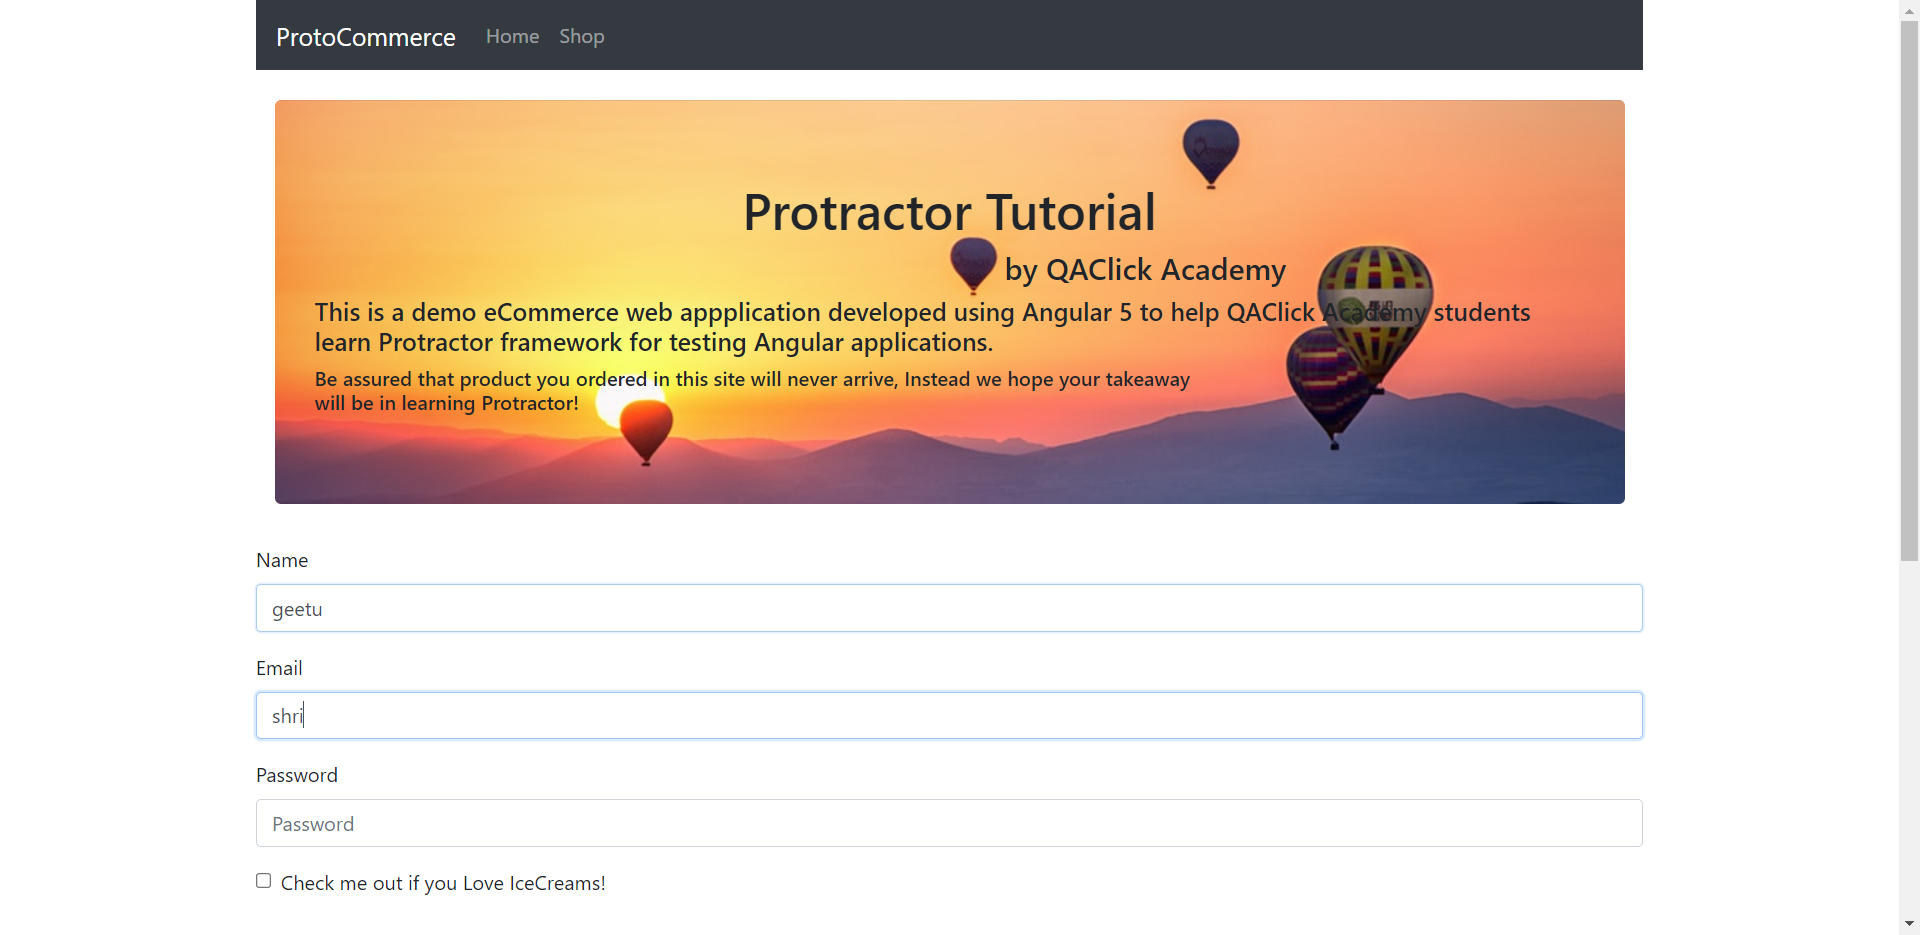 ProtoCommerce Home Shop
Protractor Tutorial
by QAClick Academy
This is a demo eCommerce web appplication developed using Angular 5 to help QAClick Academy students
learn Protractor framework for testing Angular applications.
Be assured that product you ordered in this site will never arrive, Instead we hope your takeaway
will be in learning Protractor!
Name
geetu
Email
shri
Password
Password
Check me out if you Love IceCreams!